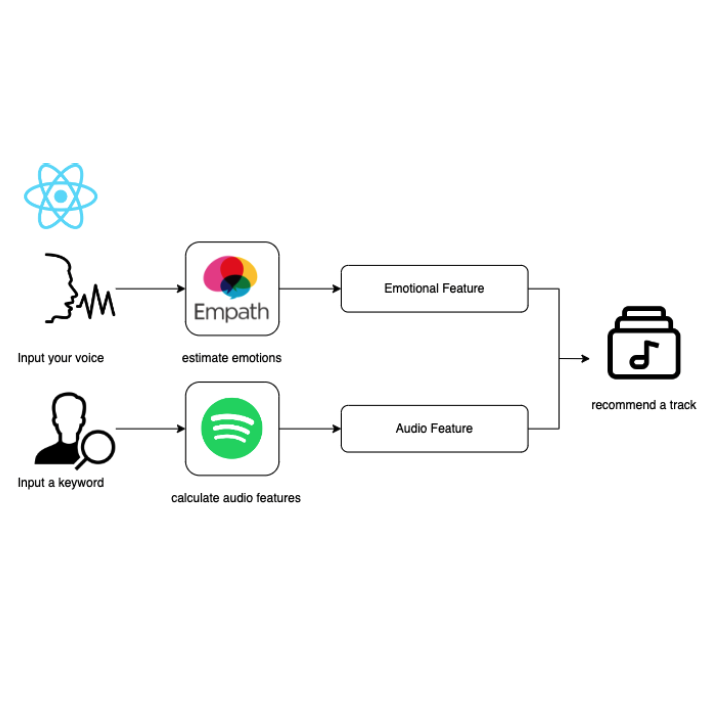 Empath
Emotional Feature
Input your voice
estimate emotions
recommend a track
Audio Feature
Input a keyword
calculate audio features